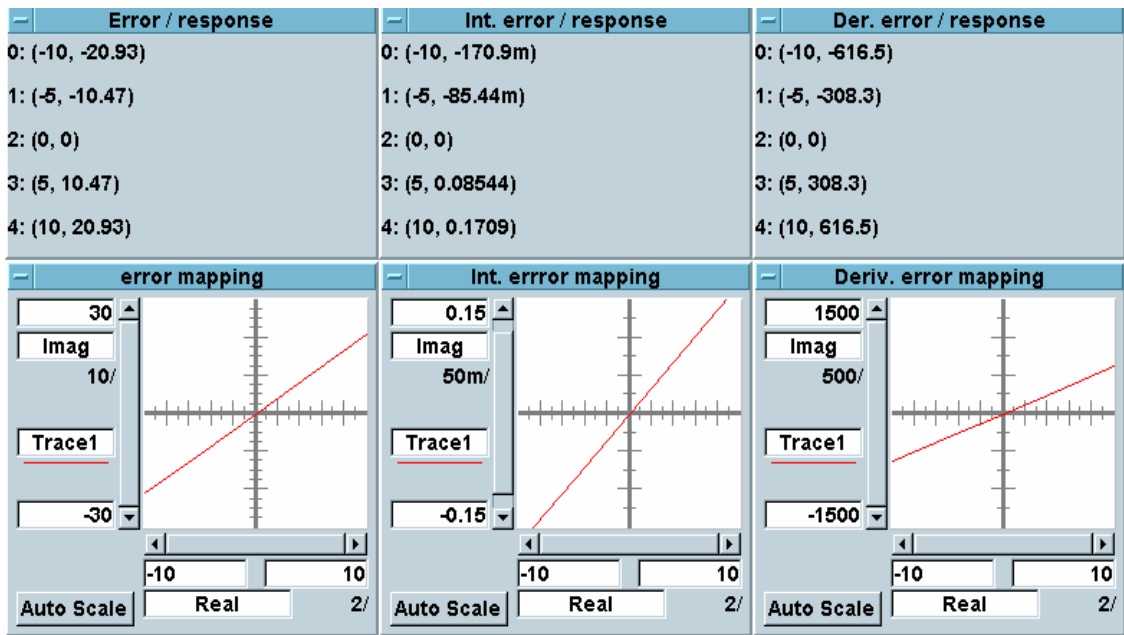 Error / response
0: (-10, -20.93)
1: (-5, -10.47)
2: (0, 0)
3: (5, 10.47)
4: (10, 20.93)
Int. error / response
0: (-10, -170.9m)
1: (-5, -85.44m)
2: (0, 0)
3: (5, 0.08544)
4: (10, 0.1709)
Der. error / response
0: (-10, -616.5)
1: (-5, -308.3)
2: (0, 0)
3: (5, 308.3)
4: (10, 616.5)
error mapping
30
Imag
10/
Trace1
-30
-10 10
Auto Scale Real 2/
Int. errror mapping
0.15
Imag
50m/
Trace1
-0.15
-10 10
Auto Scale Real 2/
Deriv. error mapping
1500
Imag
500/
Trace1
-1500
-10 10
Auto Scale Real 2/